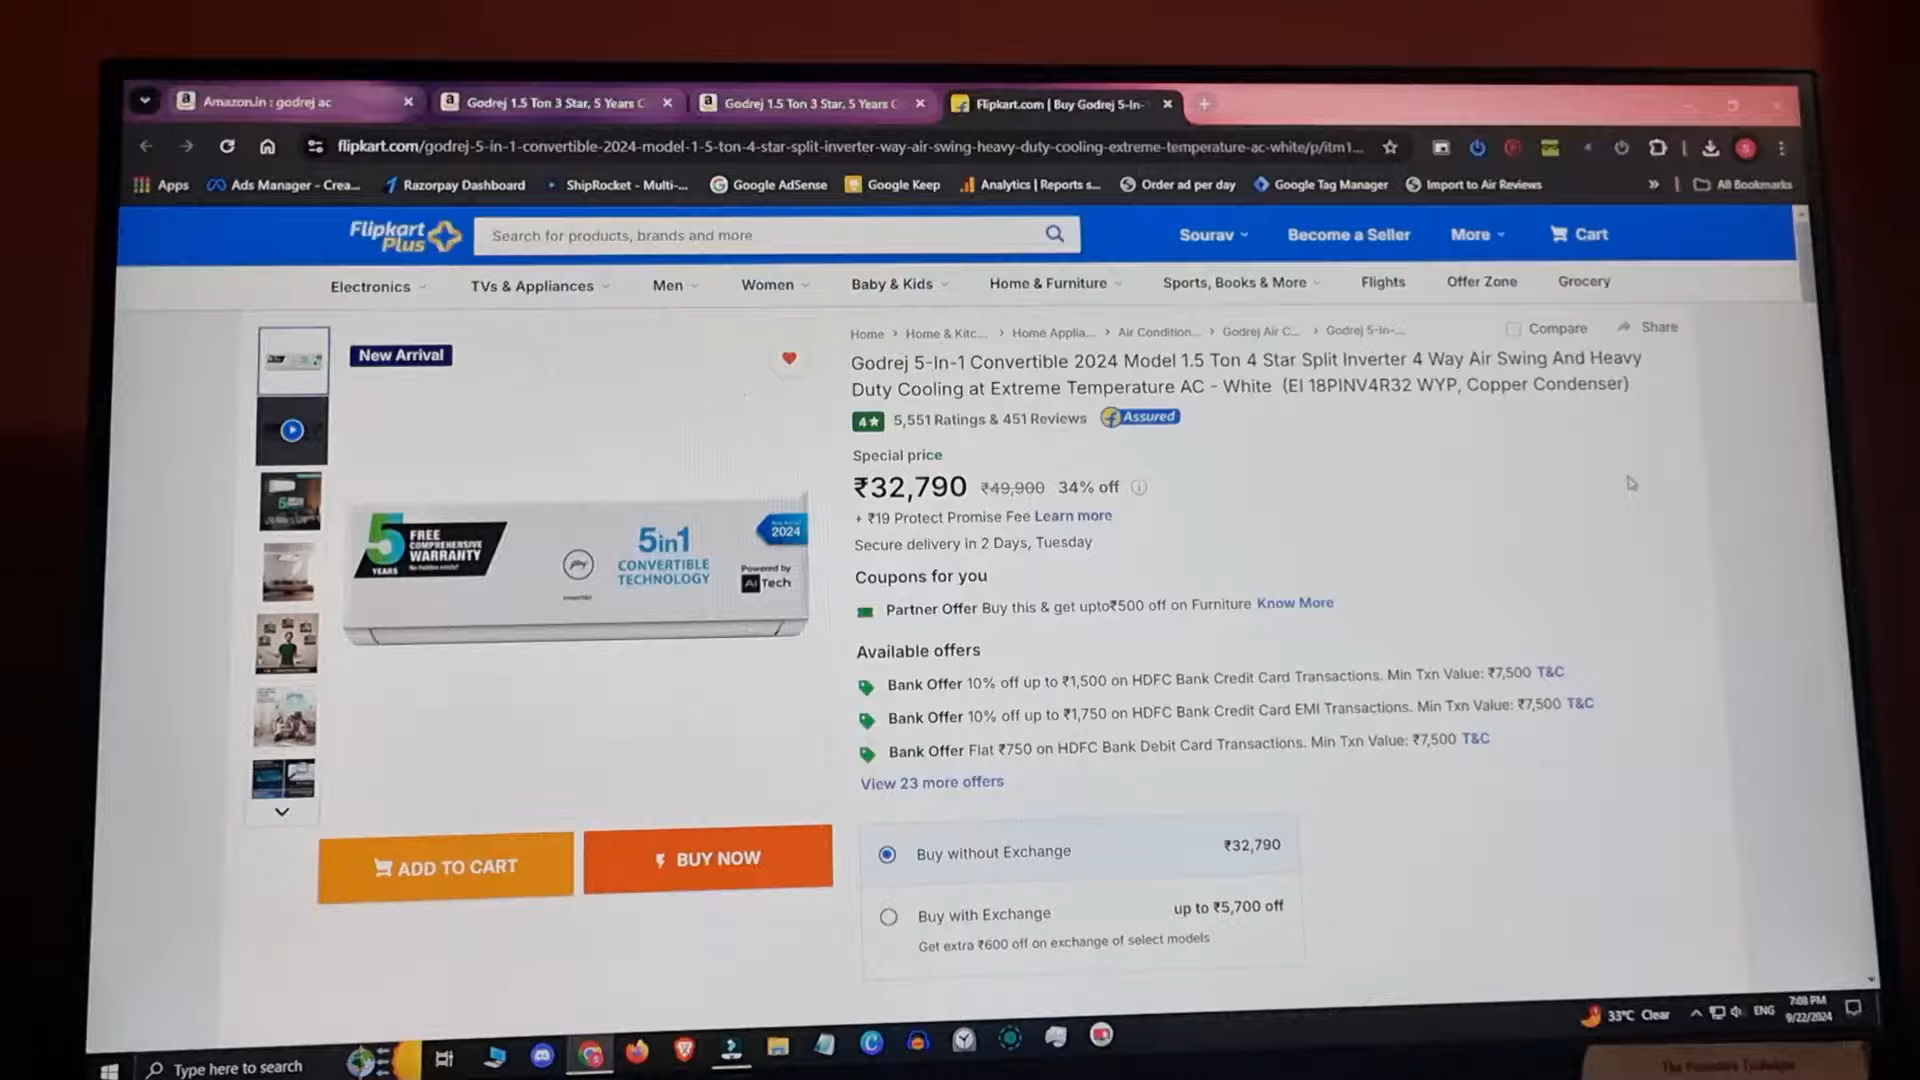 Amazon.in : godrej ac
Godrej 1.5 Ton 3 Star, 5 Years C
Godrej 1.5 Ton 3 Star, 5 Years C
Flipkart.com | Buy Godrej 5-In-
flipkart.com/godrej-5-in-1-convertible-2024-model-1-5-ton-4-star-split-inverter-way-air-swing-heavy-duty-cooling-extreme-temperature-ac-white/p/itm1...
Apps
Ads Manager - Crea...
Razorpay Dashboard
ShipRocket - Multi-...
Google AdSense
Google Keep
Analytics | Reports s...
Order ad per day
Google Tag Manager
Import to Air Reviews
All Bookmarks
Flipkart
Plus
Search for products, brands and more
Sourav
Become a Seller
More
Cart
Electronics
TVs & Appliances
Men
Women
Baby & Kids
Home & Furniture
Sports, Books & More
Flights
Offer Zone
Grocery
Home > Home & Kitc... > Home Applia... > Air Condition... > Godrej Air C... > Godrej 5-In-...
Compare
Share
New Arrival
Godrej 5-In-1 Convertible 2024 Model 1.5 Ton 4 Star Split Inverter 4 Way Air Swing And Heavy
Duty Cooling at Extreme Temperature AC - White (EI 18PINV4R32 WYP, Copper Condenser)
4★ 5,551 Ratings & 451 Reviews Assured
Special price
₹32,790 ₹49,900 34% off
+ ₹19 Protect Promise Fee Learn more
Secure delivery in 2 Days, Tuesday
Coupons for you
Partner Offer Buy this & get upto₹500 off on Furniture Know More
Available offers
Bank Offer 10% off up to ₹1,500 on HDFC Bank Credit Card Transactions. Min Txn Value: ₹7,500 T&C
Bank Offer 10% off up to ₹1,750 on HDFC Bank Credit Card EMI Transactions. Min Txn Value: ₹7,500 T&C
Bank Offer Flat ₹750 on HDFC Bank Debit Card Transactions. Min Txn Value: ₹7,500 T&C
View 23 more offers
5
YEARS
FREE
COMPREHENSIVE
WARRANTY
5in1
CONVERTIBLE
TECHNOLOGY
2024
Powered by
AI Tech
ADD TO CART
BUY NOW
Buy without Exchange ₹32,790
Buy with Exchange up to ₹5,700 off
Get extra ₹600 off on exchange of select models
Type here to search
33°C Clear
ENG
7:08 PM
9/22/2024